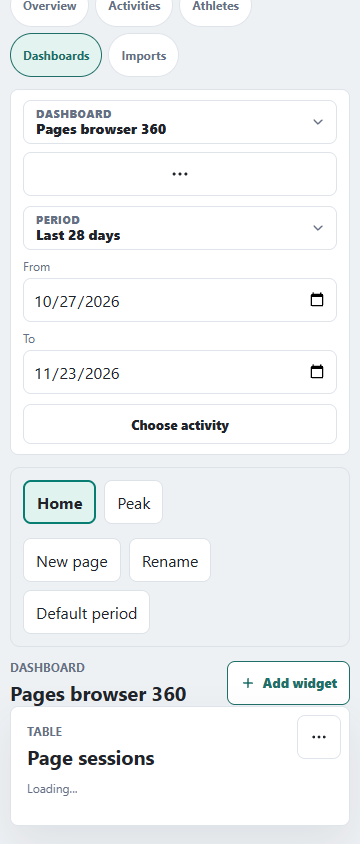 Overview Activities Athletes
Dashboards Imports
DASHBOARD
Pages browser 360
...
PERIOD
Last 28 days
From
10/27/2026
To
11/23/2026
Choose activity
Home Peak
New page Rename
Default period
DASHBOARD
Pages browser 360
+ Add widget
TABLE
...
Page sessions
Loading...